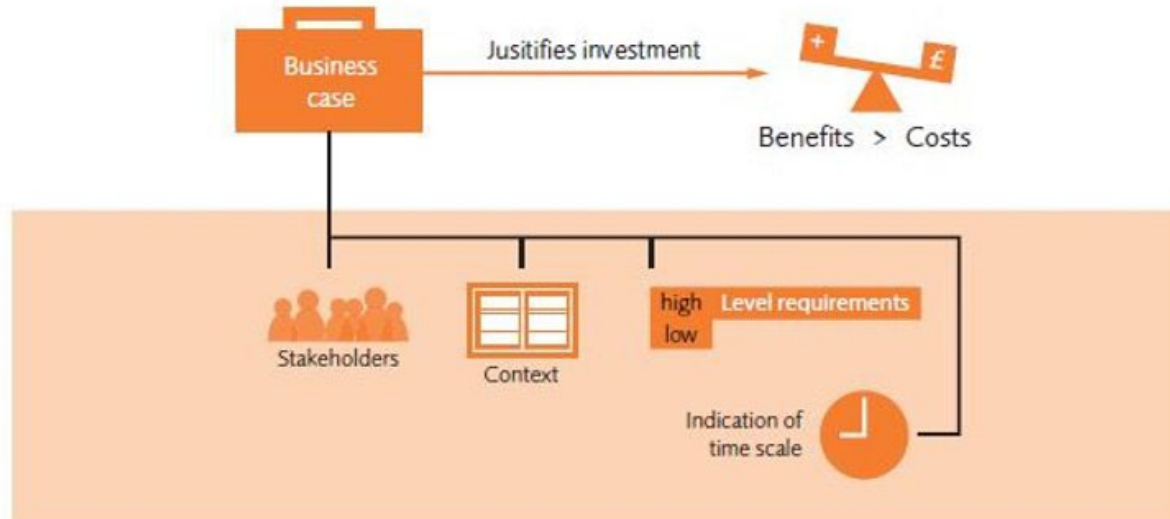 Business
case
Jusitifies investment
+
£
Benefits > Costs
Stakeholders
Context
high
Level requirements
low
Indication of
time scale